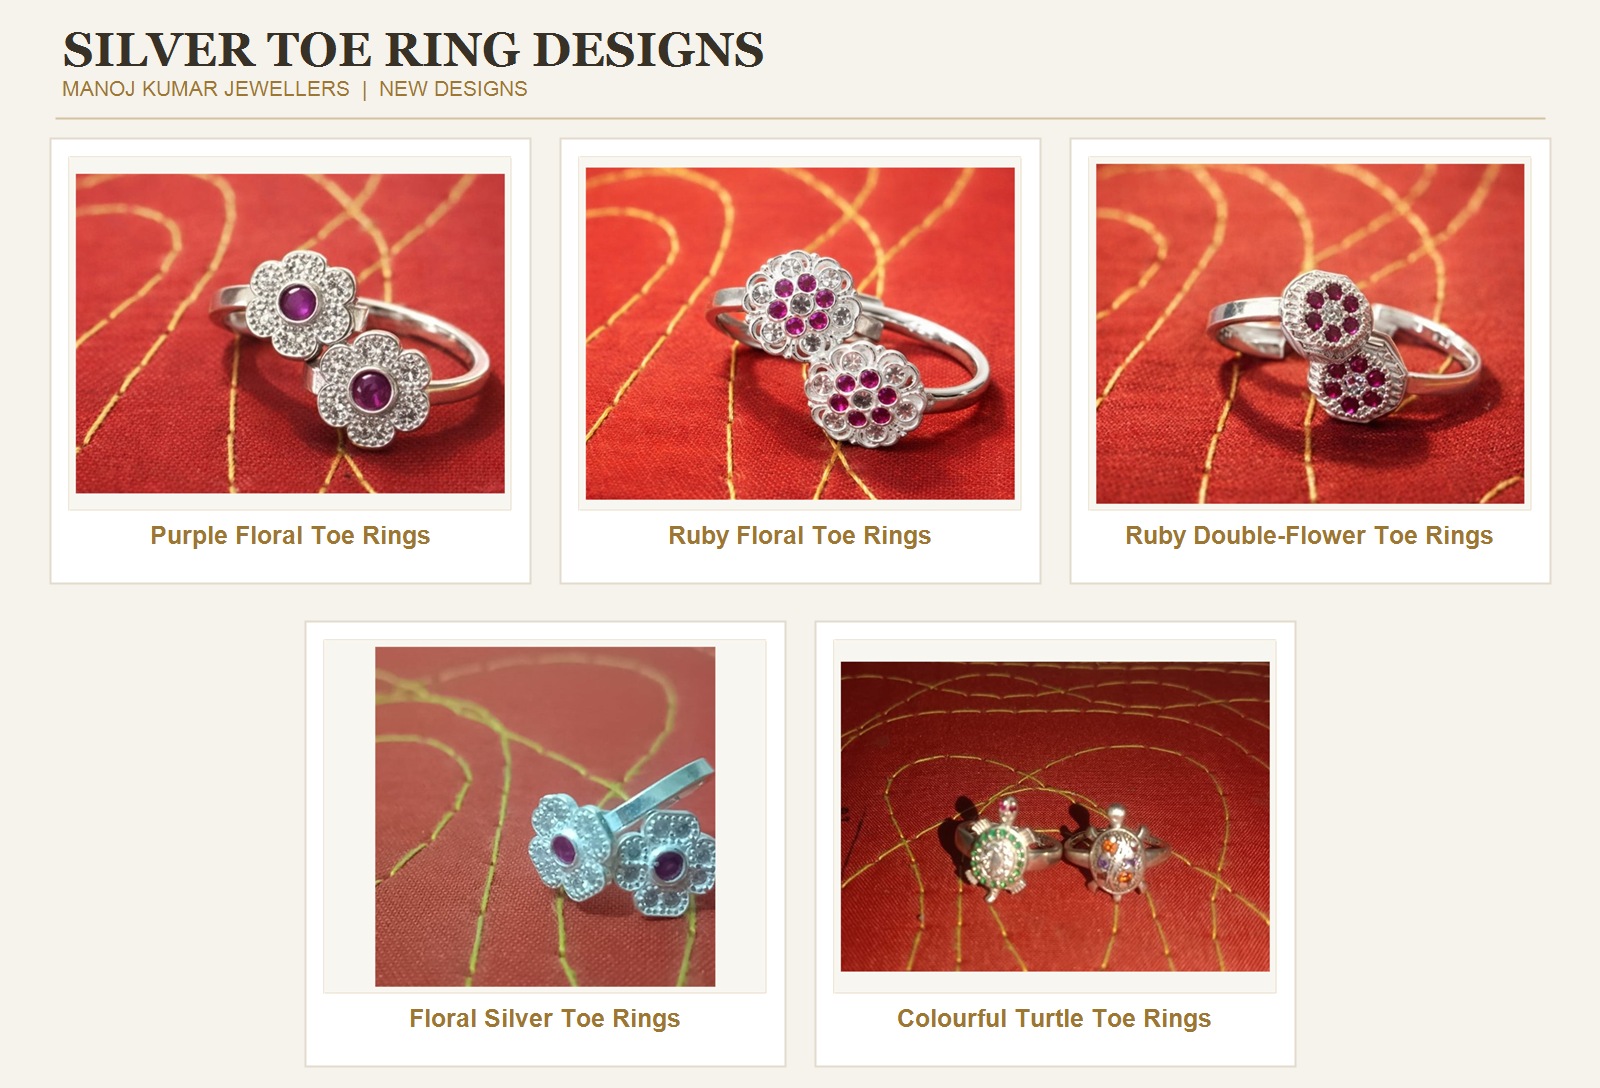 SILVER TOE RING DESIGNS
MANOJ KUMAR JEWELLERS | NEW DESIGNS
Purple Floral Toe Rings
Ruby Floral Toe Rings
Ruby Double-Flower Toe Rings
Floral Silver Toe Rings
Colourful Turtle Toe Rings